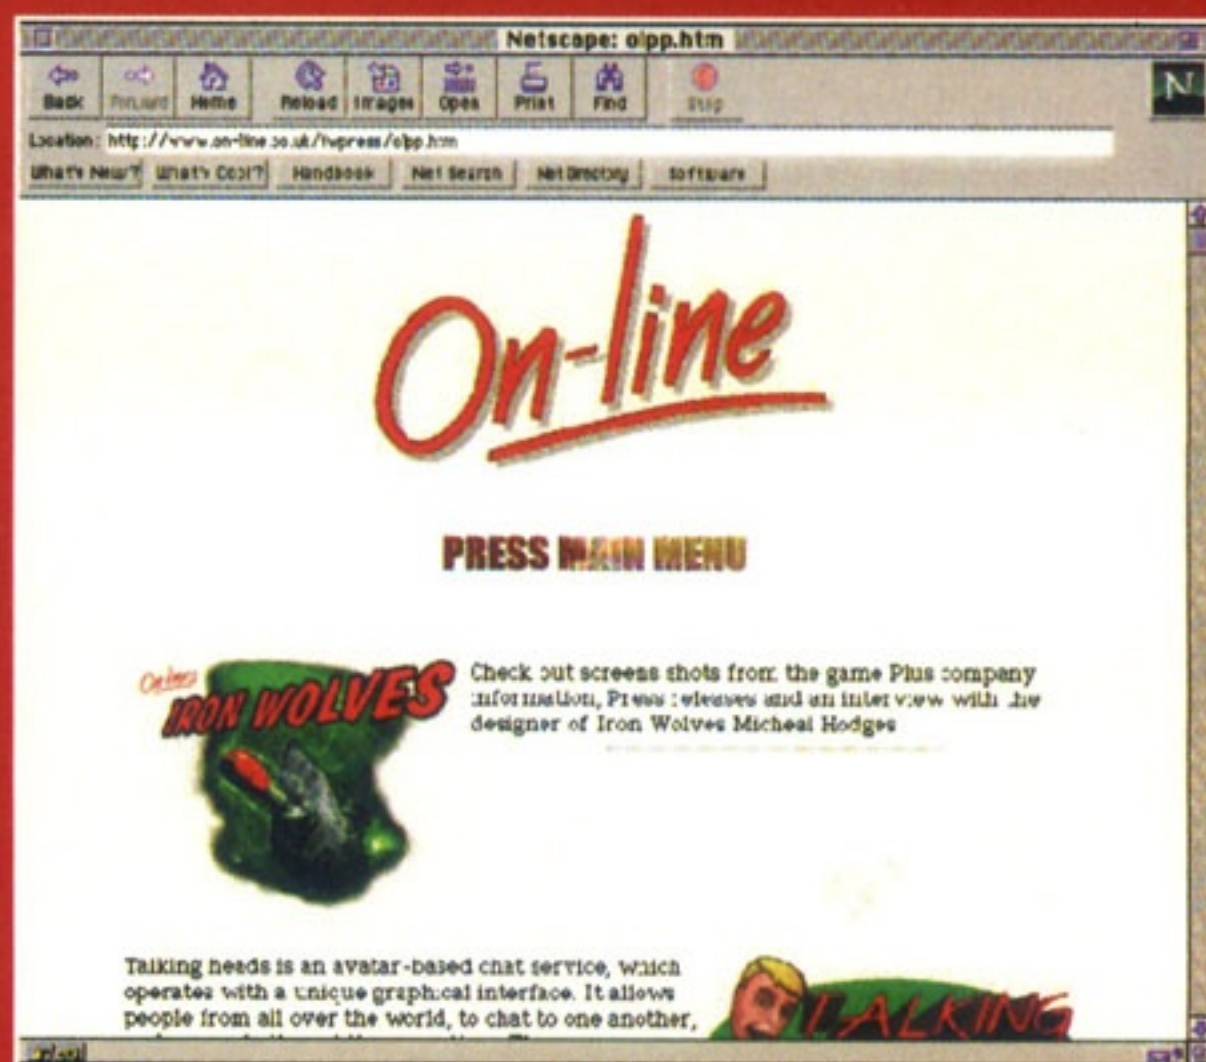 Netscape: olpp.htm
Back Forward Home Reload Images Open Print Find Stop
Location: http://www.on-line.co.uk/iwpress/olpp.htm
What's New? What's Cool? Handbook Net Search Net Directory Software
On-line
PRESS MAIN MENU
On-line's
IRON WOLVES
Check out screens shots from the game Plus company
information, Press releases and an interview with the
designer of Iron Wolves Micheal Hodges
Talking heads is an avatar-based chat service, which
operates with a unique graphical interface. It allows
people from all over the world, to chat to one another,
TALKING